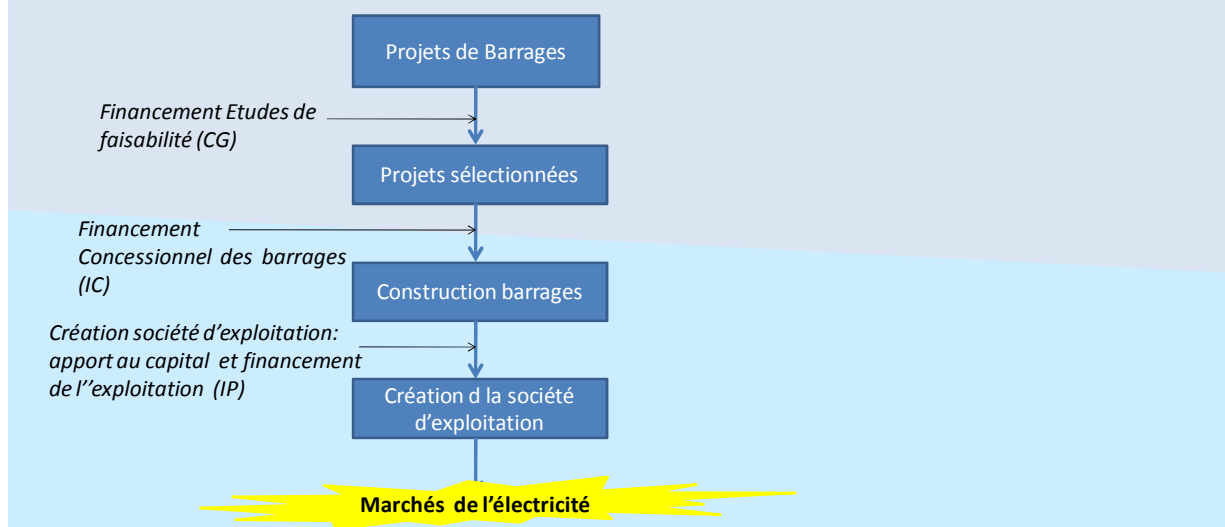 Projets de Barrages
Financement Etudes de
faisabilité (CG)
Projets sélectionnées
Financement
Concessionnel des barrages
(IC)
Construction barrages
Création société d'exploitation:
apport au capital et financement
de l''exploitation (IP)
Création d la société
d'exploitation
Marchés de l'électricité